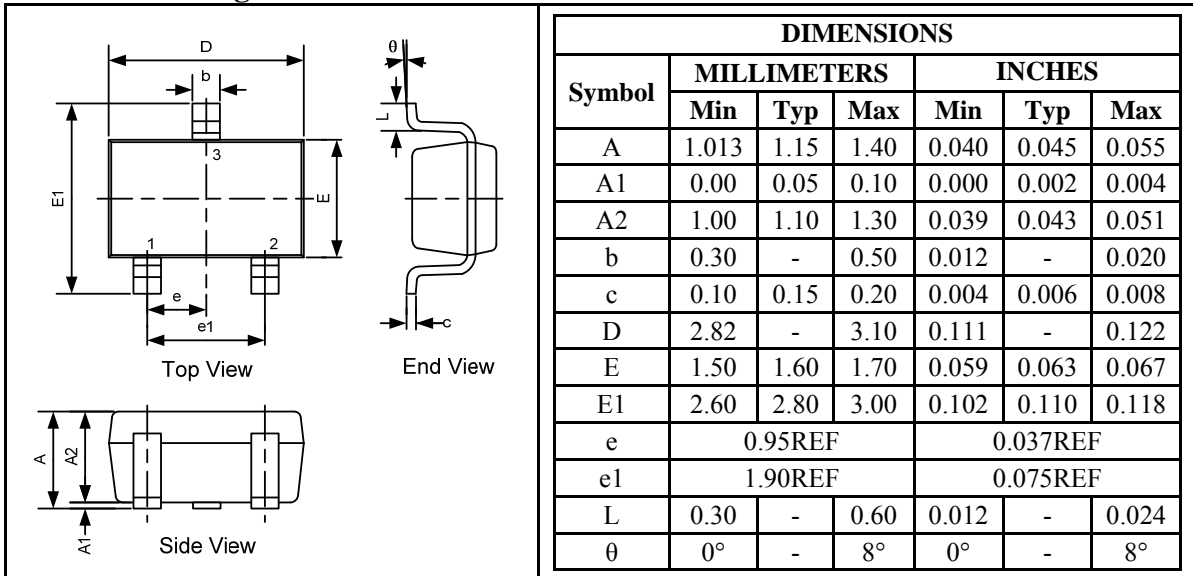 D
b
θ
L
3
E1
E
1
2
e
e1
c
Top View
End View
A
A2
A1
Side View
DIMENSIONS
Symbol MILLIMETERS INCHES
Min Typ Max Min Typ Max
A 1.013 1.15 1.40 0.040 0.045 0.055
A1 0.00 0.05 0.10 0.000 0.002 0.004
A2 1.00 1.10 1.30 0.039 0.043 0.051
b 0.30 - 0.50 0.012 - 0.020
c 0.10 0.15 0.20 0.004 0.006 0.008
D 2.82 - 3.10 0.111 - 0.122
E 1.50 1.60 1.70 0.059 0.063 0.067
E1 2.60 2.80 3.00 0.102 0.110 0.118
e 0.95REF 0.037REF
e1 1.90REF 0.075REF
L 0.30 - 0.60 0.012 - 0.024
θ 0° - 8° 0° - 8°